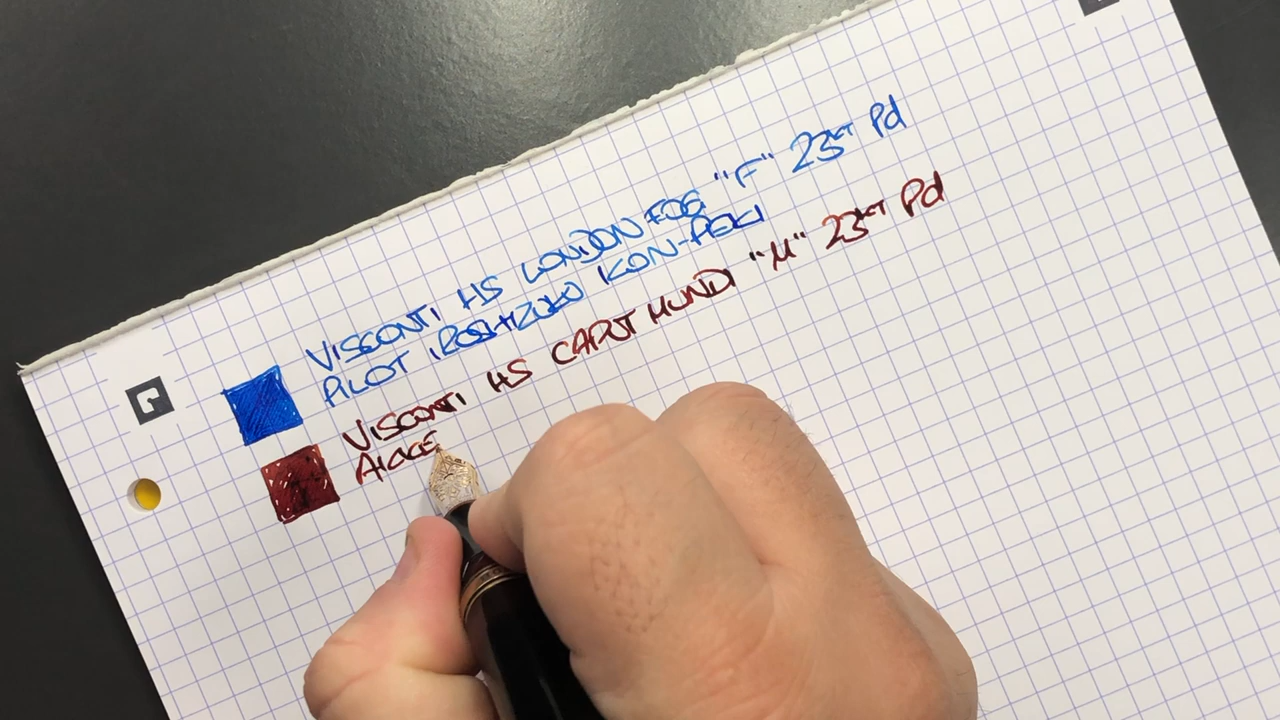 VISCONTI HS LONDON FOG "F" 23KT Pd
PILOT IROSHIZUKU KON-PEKI
VISCONTI HS CAPUT MUNDI "M" 23KT Pd